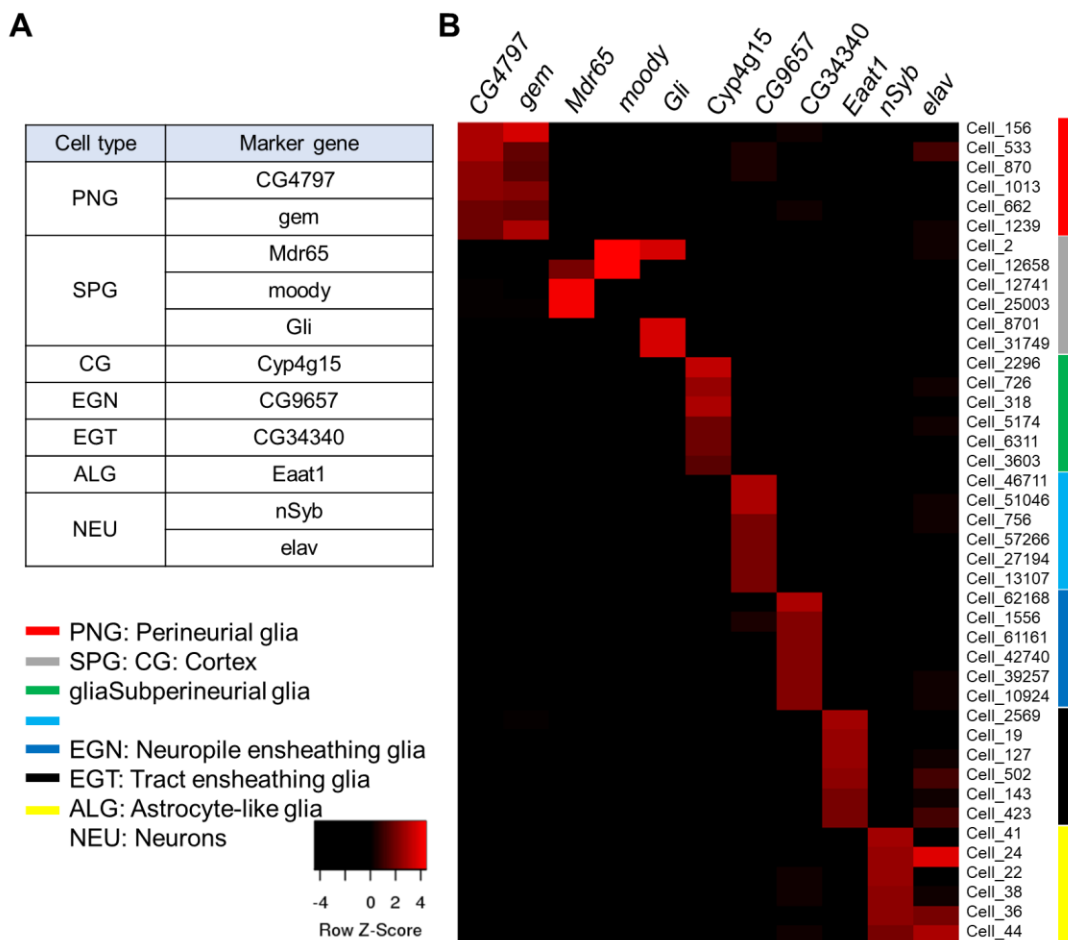 A
Cell type Marker gene
PNG CG4797
gem
SPG Mdr65
moody
Gli
CG Cyp4g15
EGN CG9657
EGT CG34340
ALG Eaat1
NEU nSyb
elav
PNG: Perineurial glia
SPG: CG: Cortex
gliaSubperineurial glia
EGN: Neuropile ensheathing glia
EGT: Tract ensheathing glia
ALG: Astrocyte-like glia
NEU: Neurons
-4 0 2 4
Row Z-Score
B
CG4797 gem Mdr65 moody Gli Cyp4g15 CG9657 CG34340 Eaat1 nSyb elav
Cell_156
Cell_533
Cell_870
Cell_1013
Cell_662
Cell_1239
Cell_2
Cell_12658
Cell_12741
Cell_25003
Cell_8701
Cell_31749
Cell_2296
Cell_726
Cell_318
Cell_5174
Cell_6311
Cell_3603
Cell_46711
Cell_51046
Cell_756
Cell_57266
Cell_27194
Cell_13107
Cell_62168
Cell_1556
Cell_61161
Cell_42740
Cell_39257
Cell_10924
Cell_2569
Cell_19
Cell_127
Cell_502
Cell_143
Cell_423
Cell_41
Cell_24
Cell_22
Cell_38
Cell_36
Cell_44